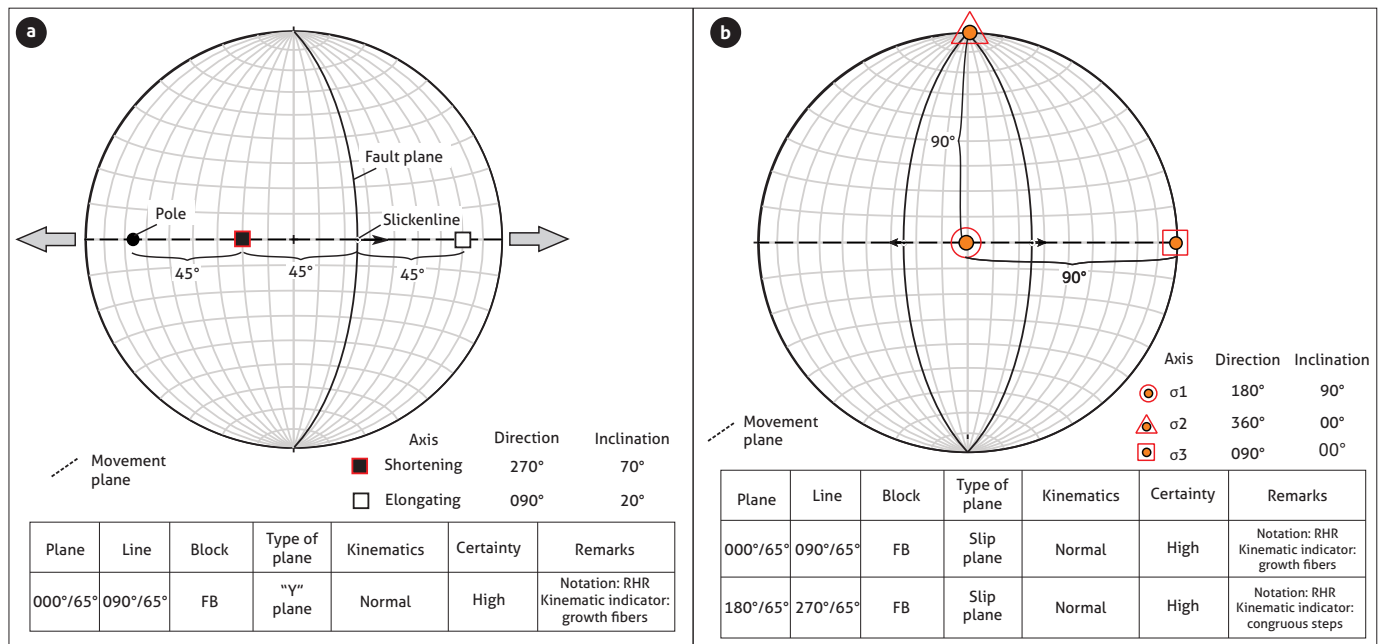 a
Fault plane
Pole
Slickenline
45°
45°
45°
Movement
plane
Axis Direction Inclination
Shortening 270° 70°
Elongating 090° 20°
Plane Line Block Type of plane Kinematics Certainty Remarks
000°/65° 090°/65° FB “Y” plane Normal High Notation: RHR
Kinematic indicator:
growth fibers
b
90°
90°
Axis Direction Inclination
σ1 180° 90°
σ2 360° 00°
σ3 090° 00°
Movement
plane
Plane Line Block Type of plane Kinematics Certainty Remarks
000°/65° 090°/65° FB Slip plane Normal High Notation: RHR
Kinematic indicator:
growth fibers
180°/65° 270°/65° FB Slip plane Normal High Notation: RHR
Kinematic indicator:
congruous steps